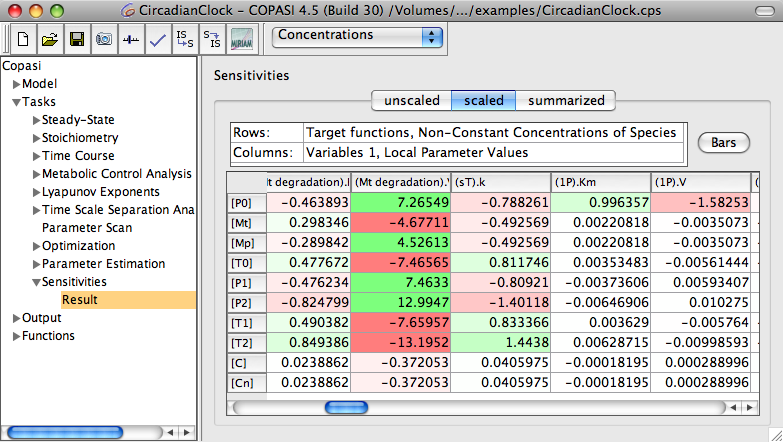 CircadianClock - COPASI 4.5 (Build 30) /Volumes/.../examples/CircadianClock.cps
IS→S S→IS MIRIAM Concentrations
Copasi
Model
Tasks
Steady-State
Stoichiometry
Time Course
Metabolic Control Analysis
Lyapunov Exponents
Time Scale Separation Ana
Parameter Scan
Optimization
Parameter Estimation
Sensitivities
Result
Output
Functions
Sensitivities
unscaled scaled summarized
Rows: Target functions, Non-Constant Concentrations of Species
Columns: Variables 1, Local Parameter Values
Bars
t degradation).I (Mt degradation).V (sT).k (1P).Km (1P).V (
[P0] -0.463893 7.26549 -0.788261 0.996357 -1.58253
[Mt] 0.298346 -4.67711 -0.492569 0.00220818 -0.0035073
[Mp] -0.289842 4.52613 -0.492569 0.00220818 -0.0035073
[T0] 0.477672 -7.46565 0.811746 0.00353483 -0.00561444
[P1] -0.476234 7.4633 -0.80921 -0.00373606 0.00593407
[P2] -0.824799 12.9947 -1.40118 -0.00646906 0.010275
[T1] 0.490382 -7.65957 0.833366 0.003629 -0.005764
[T2] 0.849386 -13.1952 1.4438 0.00628715 -0.00998593
[C] 0.0238862 -0.372053 0.0405975 -0.00018195 0.000288996
[Cn] 0.0238862 -0.372053 0.0405975 -0.00018195 0.000288996